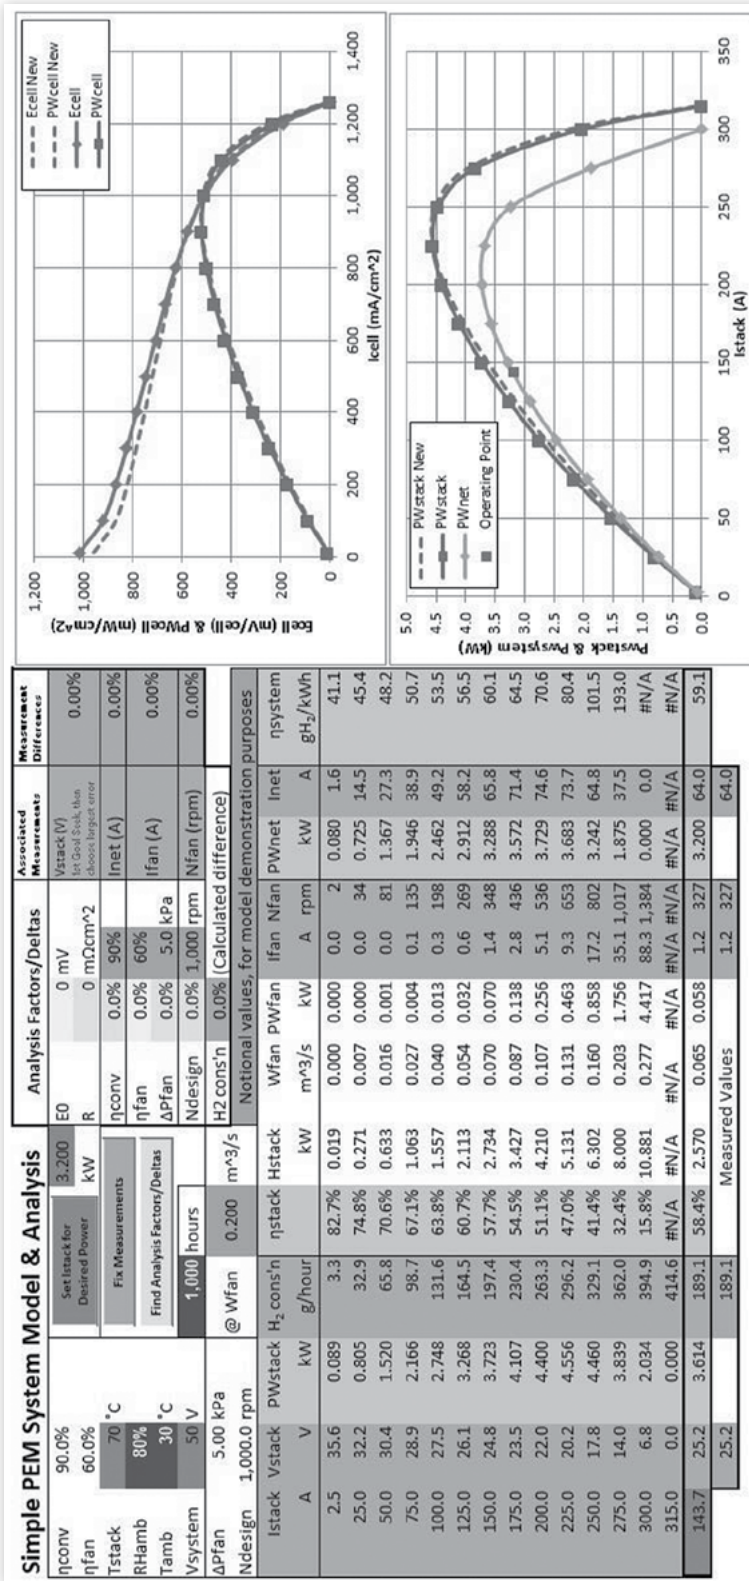 Simple PEM System Model & Analysis
ηconv 90.0%
ηfan 60.0%
Tstack 70 °C
RHamb 80%
Tamb 30 °C
Vsystem 50 V
ΔPfan 5.00 kPa
Ndesign 1,000.0 rpm
Set Istack for Desired Power
3.200 kW
Fix Measurements
Find Analysis Factors/Deltas
1,000 hours
@ Wfan 0.200 m^3/s
Analysis Factors/Deltas
E0 0 mV
R 0 mΩcm^2
ηconv 0.0% 90%
ηfan 0.0% 60%
ΔPfan 0.0% 5.0 kPa
Ndesign 0.0% 1,000 rpm
H2 cons'n 0.0% (Calculated difference)
Associated Measurements
Vstack (V)
1st Goal Seek, then choose largest error
Inet (A)
Ifan (A)
Nfan (rpm)
Measurement Differences
0.00%
0.00%
0.00%
0.00%
Notional values, for model demonstration purposes
Istack Vstack PWstack H₂ cons'n ηstack Hstack Wfan PWfan Ifan Nfan PWnet Inet ηsystem
A V kW g/hour kW m^3/s kW A rpm kW A gH₂/kWh
2.5 35.6 0.089 3.3 82.7% 0.019 0.000 0.000 0.0 2 0.080 1.6 41.1
25.0 32.2 0.805 32.9 74.8% 0.271 0.007 0.000 0.0 34 0.725 14.5 45.4
50.0 30.4 1.520 65.8 70.6% 0.633 0.016 0.001 0.0 81 1.367 27.3 48.2
75.0 28.9 2.166 98.7 67.1% 1.063 0.027 0.004 0.1 135 1.946 38.9 50.7
100.0 27.5 2.748 131.6 63.8% 1.557 0.040 0.013 0.3 198 2.462 49.2 53.5
125.0 26.1 3.268 164.5 60.7% 2.113 0.054 0.032 0.6 269 2.912 58.2 56.5
150.0 24.8 3.723 197.4 57.7% 2.734 0.070 0.070 1.4 348 3.288 65.8 60.1
175.0 23.5 4.107 230.4 54.5% 3.427 0.087 0.138 2.8 436 3.572 71.4 64.5
200.0 22.0 4.400 263.3 51.1% 4.210 0.107 0.256 5.1 536 3.729 74.6 70.6
225.0 20.2 4.556 296.2 47.0% 5.131 0.131 0.463 9.3 653 3.683 73.7 80.4
250.0 17.8 4.460 329.1 41.4% 6.302 0.160 0.858 17.2 802 3.242 64.8 101.5
275.0 14.0 3.839 362.0 32.4% 8.000 0.203 1.756 35.1 1,017 1.875 37.5 193.0
300.0 6.8 2.034 394.9 15.8% 10.881 0.277 4.417 88.3 1,384 0.000 0.0 #N/A
315.0 0.0 0.000 414.6 #N/A #N/A #N/A #N/A #N/A #N/A #N/A #N/A #N/A
143.7 25.2 3.614 189.1 58.4% 2.570 0.065 0.058 1.2 327 3.200 64.0 59.1
25.2 189.1 Measured Values 1.2 327 64.0
Ecell (mV/cell) & PWcell (mW/cm^2)
1,200
1,000
800
600
400
200
0
0 200 400 600 800 1,000 1,200 1,400
Icell (mA/cm^2)
Ecell New
PWcell New
Ecell
PWcell
Pwstack & Pwsystem (kW)
5.0
4.5
4.0
3.5
3.0
2.5
2.0
1.5
1.0
0.5
0.0
0 50 100 150 200 250 300 350
Istack (A)
PWstack New
PWstack
PWnet
Operating Point